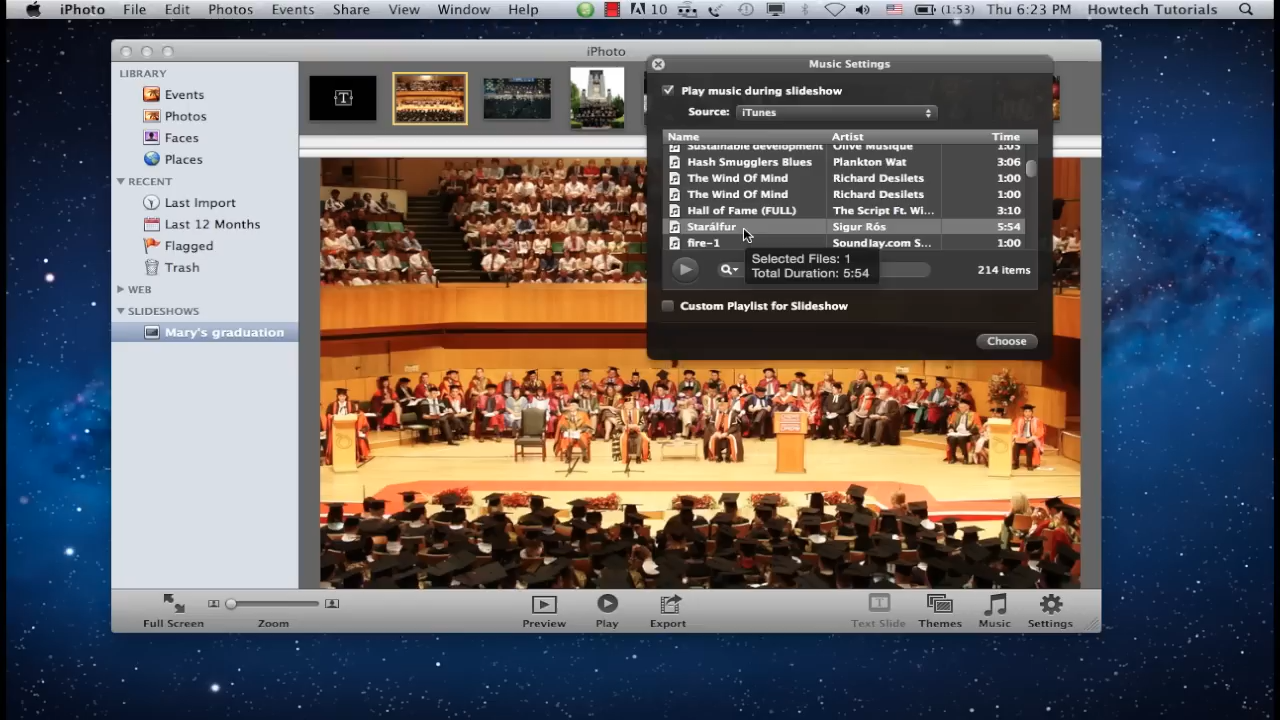 iPhoto File Edit Photos Events Share View Window Help 10 (1:53) Thu 6:23 PM Howtech Tutorials
iPhoto
LIBRARY
Events
Photos
Faces
Places
RECENT
Last Import
Last 12 Months
Flagged
Trash
WEB
SLIDESHOWS
Mary's graduation
T
Music Settings
Play music during slideshow
Source: iTunes
Name Artist Time
Sustainable development Olive Musique 1:05
Hash Smugglers Blues Plankton Wat 3:06
The Wind Of Mind Richard Desilets 1:00
The Wind Of Mind Richard Desilets 1:00
Hall of Fame (FULL) The Script Ft. Wi... 3:10
Starálfur Sigur Rós 5:54
fire-1 SoundJay.com S... 1:00
Selected Files: 1
Total Duration: 5:54
214 items
Custom Playlist for Slideshow
Choose
Full Screen Zoom Preview Play Export Text Slide Themes Music Settings